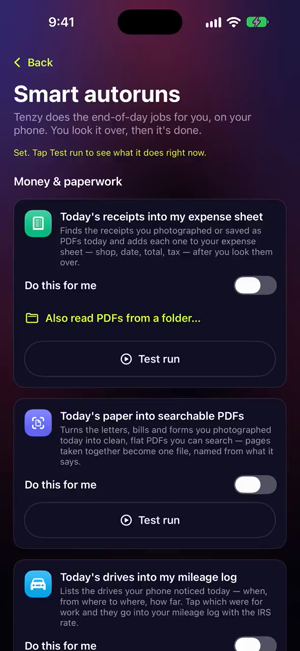 9:41
Back
Smart autoruns
Tenzy does the end-of-day jobs for you, on your
phone. You look it over, then it's done.
Set. Tap Test run to see what it does right now.
Money & paperwork
Today's receipts into my expense sheet
Finds the receipts you photographed or saved as
PDFs today and adds each one to your expense
sheet — shop, date, total, tax — after you look them
over.
Do this for me
Also read PDFs from a folder...
Test run
Today's paper into searchable PDFs
Turns the letters, bills and forms you photographed
today into clean, flat PDFs you can search — pages
taken together become one file, named from what it
says.
Do this for me
Test run
Today's drives into my mileage log
Lists the drives your phone noticed today — when,
from where to where, how far. Tap which were for
work and they go into your mileage log with the IRS
rate.
Do this for me